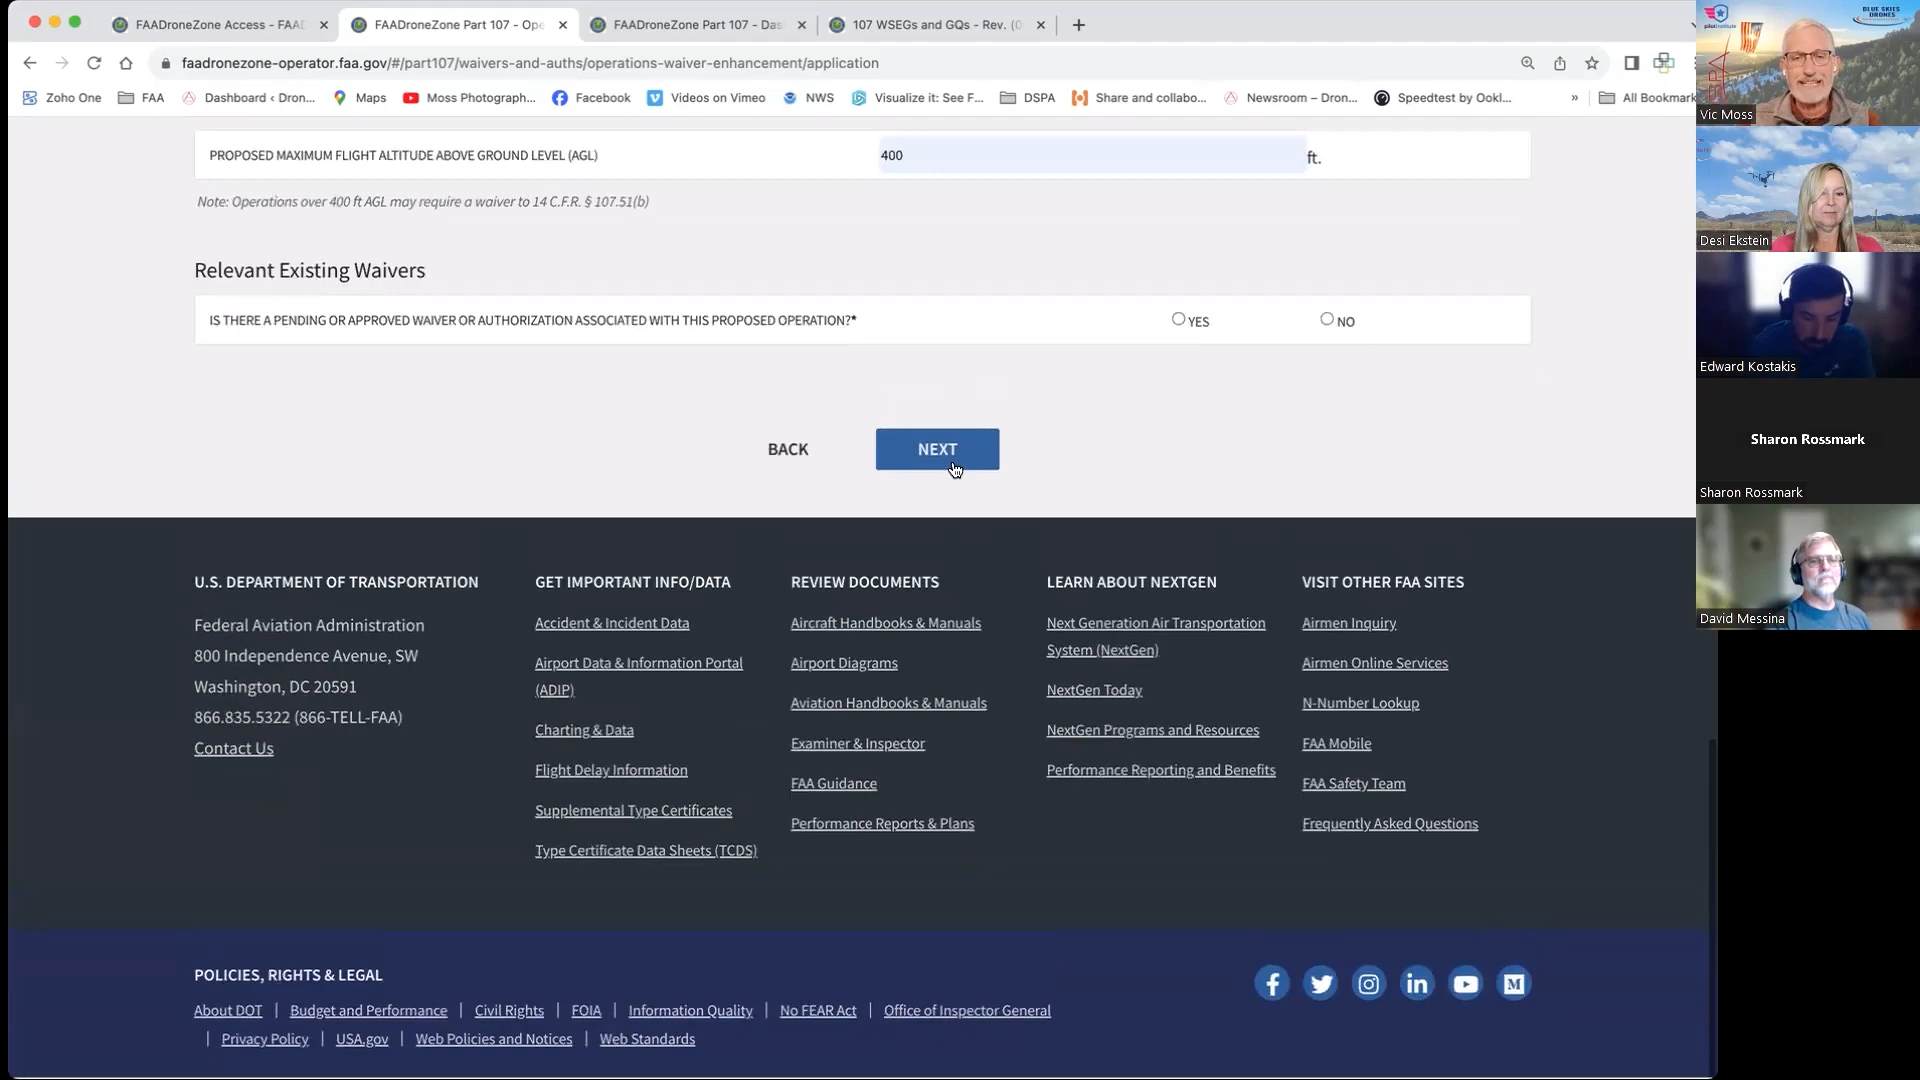 FAADroneZone Access - FAAD
FAADroneZone Part 107 - Ope
FAADroneZone Part 107 - Das
107 WSEGs and GQs - Rev. (0
faadronezone-operator.faa.gov/#/part107/waivers-and-auths/operations-waiver-enhancement/application
Zoho One
FAA
Dashboard ‹ Dron...
Maps
Moss Photograph...
Facebook
Videos on Vimeo
NWS
Visualize it: See F...
DSPA
Share and collabo...
Newsroom – Dron...
Speedtest by Ookl...
»
All Bookmark
PROPOSED MAXIMUM FLIGHT ALTITUDE ABOVE GROUND LEVEL (AGL)
400
ft.
Note: Operations over 400 ft AGL may require a waiver to 14 C.F.R. § 107.51(b)
Relevant Existing Waivers
IS THERE A PENDING OR APPROVED WAIVER OR AUTHORIZATION ASSOCIATED WITH THIS PROPOSED OPERATION?*
YES
NO
BACK
NEXT
U.S. DEPARTMENT OF TRANSPORTATION
Federal Aviation Administration
800 Independence Avenue, SW
Washington, DC 20591
866.835.5322 (866-TELL-FAA)
Contact Us
GET IMPORTANT INFO/DATA
Accident & Incident Data
Airport Data & Information Portal
(ADIP)
Charting & Data
Flight Delay Information
Supplemental Type Certificates
Type Certificate Data Sheets (TCDS)
REVIEW DOCUMENTS
Aircraft Handbooks & Manuals
Airport Diagrams
Aviation Handbooks & Manuals
Examiner & Inspector
FAA Guidance
Performance Reports & Plans
LEARN ABOUT NEXTGEN
Next Generation Air Transportation
System (NextGen)
NextGen Today
NextGen Programs and Resources
Performance Reporting and Benefits
VISIT OTHER FAA SITES
Airmen Inquiry
Airmen Online Services
N-Number Lookup
FAA Mobile
FAA Safety Team
Frequently Asked Questions
POLICIES, RIGHTS & LEGAL
About DOT | Budget and Performance | Civil Rights | FOIA | Information Quality | No FEAR Act | Office of Inspector General
| Privacy Policy | USA.gov | Web Policies and Notices | Web Standards
BLUE SKIES
DRONES
Vic Moss
Desi Ekstein
Edward Kostakis
Sharon Rossmark
Sharon Rossmark
David Messina